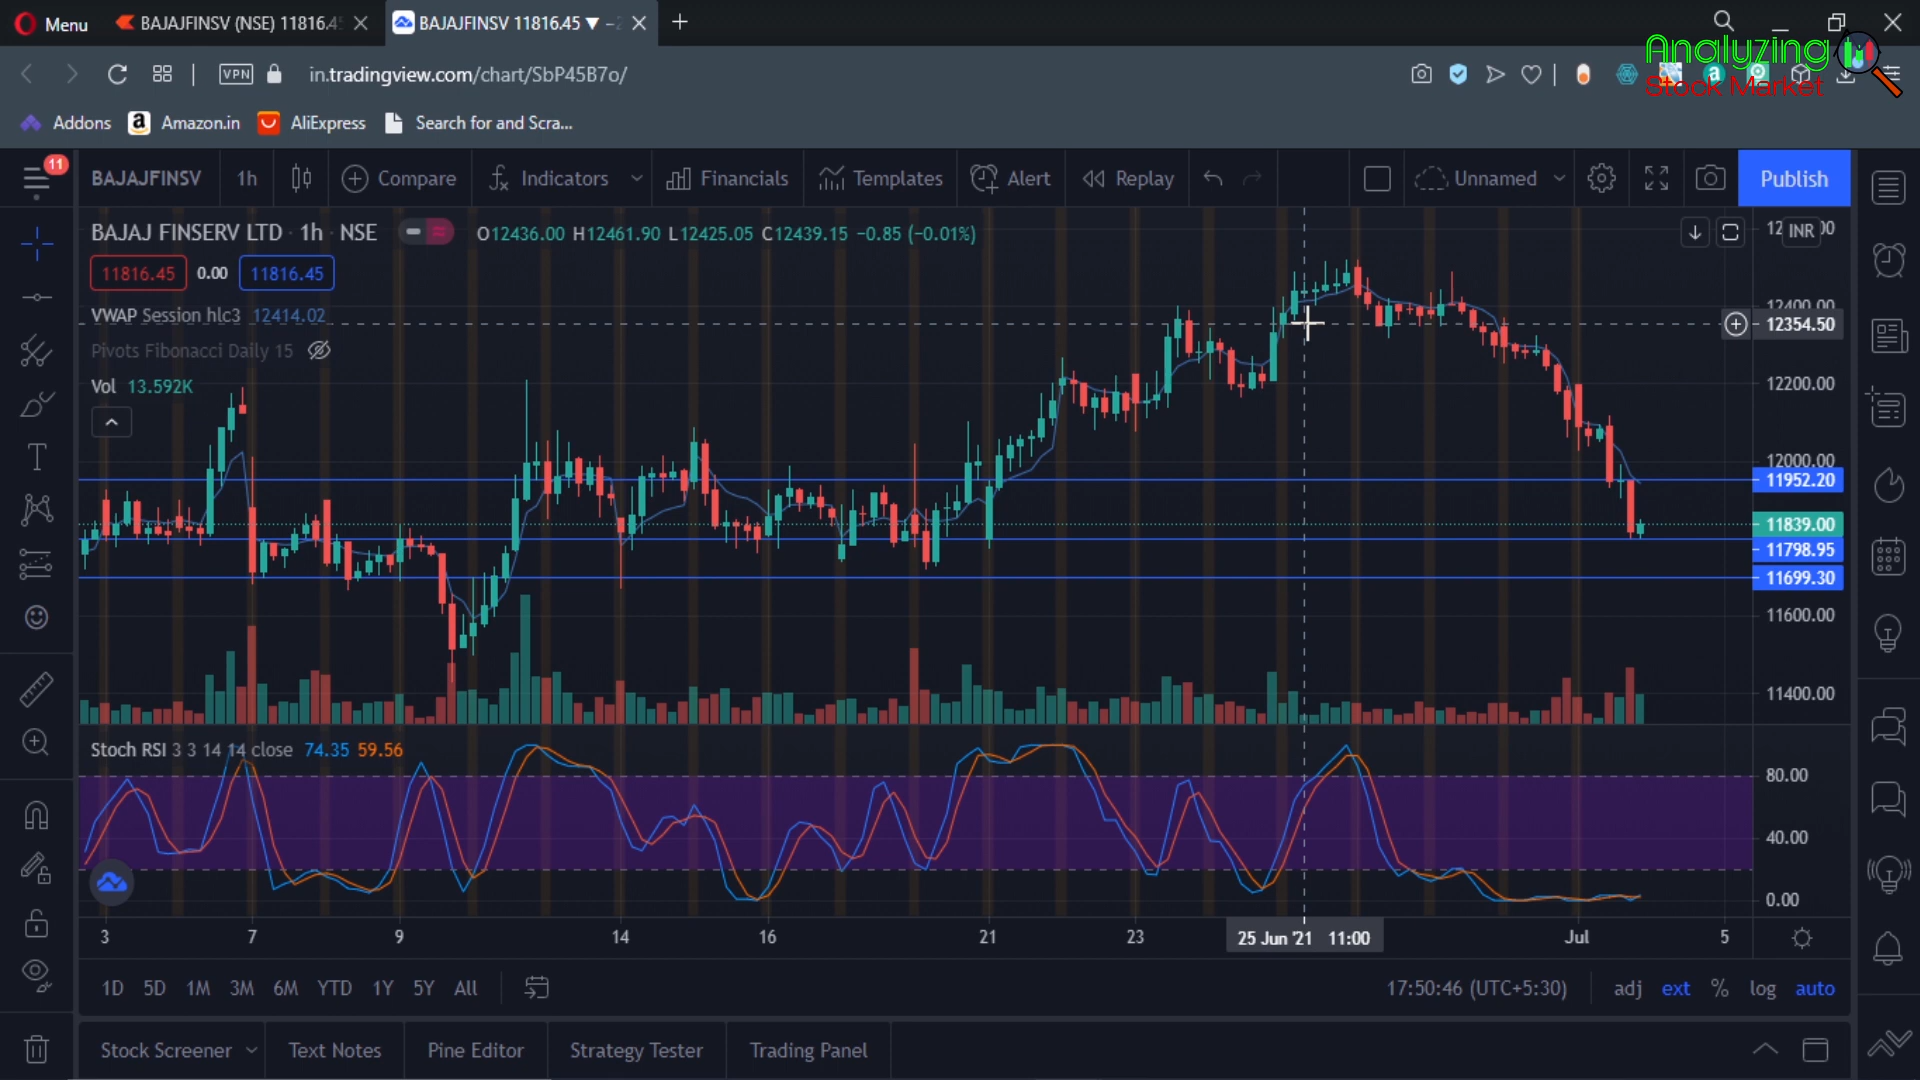 Menu
BAJAJFINSV (NSE) 11816.45
BAJAJFINSV 11816.45 ▼ −2
Analyzing
Stock Market
VPN
in.tradingview.com/chart/SbP45B7o/
Addons
Amazon.in
AliExpress
Search for and Scra...
11
BAJAJFINSV
1h
Compare
Indicators
Financials
Templates
Alert
Replay
Unnamed
Publish
BAJAJ FINSERV LTD · 1h · NSE
O12436.00 H12461.90 L12425.05 C12439.15 −0.85 (−0.01%)
INR
11816.45 0.00 11816.45
VWAP Session hlc3 12414.02
Pivots Fibonacci Daily 15
Vol 13.592K
12400.00
12354.50
12200.00
12000.00
11952.20
11839.00
11798.95
11699.30
11600.00
11400.00
Stoch RSI 3 3 14 14 close 74.35 59.56
80.00
40.00
0.00
3 7 9 14 16 21 23 25 Jun '21 11:00 Jul 5
1D 5D 1M 3M 6M YTD 1Y 5Y All
17:50:46 (UTC+5:30)
adj ext % log auto
Stock Screener
Text Notes
Pine Editor
Strategy Tester
Trading Panel